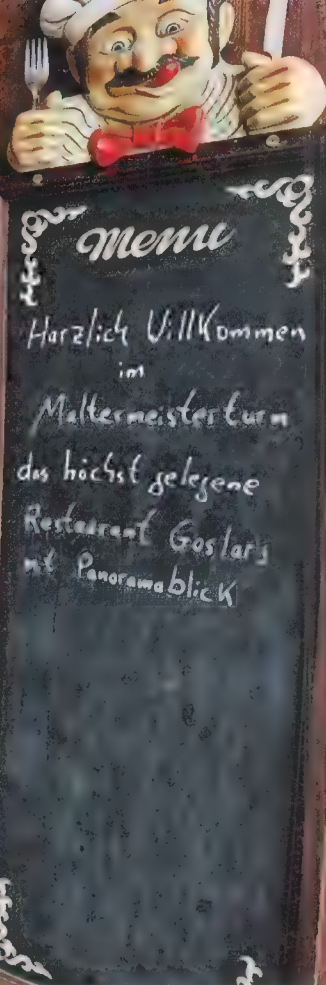 Menu
Herzlich Willkommen
im
Maltermeisterturm
das höchst gelegene
Restaurant Goslars
mit Panoramablick